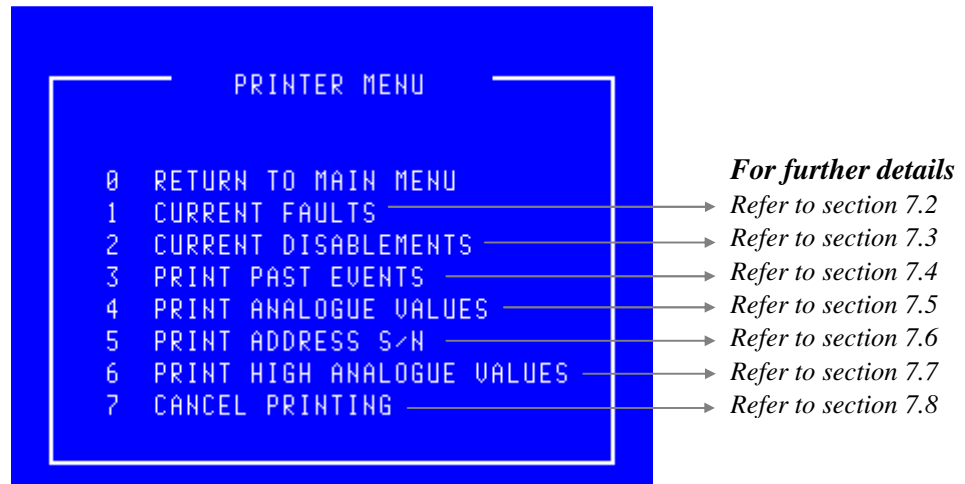 PRINTER MENU
For further details
0 RETURN TO MAIN MENU
1 CURRENT FAULTS Refer to section 7.2
2 CURRENT DISABLEMENTS Refer to section 7.3
3 PRINT PAST EVENTS Refer to section 7.4
4 PRINT ANALOGUE VALUES Refer to section 7.5
5 PRINT ADDRESS S/N Refer to section 7.6
6 PRINT HIGH ANALOGUE VALUES Refer to section 7.7
7 CANCEL PRINTING Refer to section 7.8